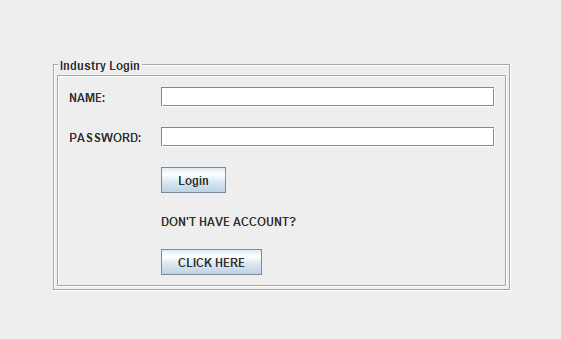 Industry Login
NAME:
PASSWORD:
Login
DON'T HAVE ACCOUNT?
CLICK HERE